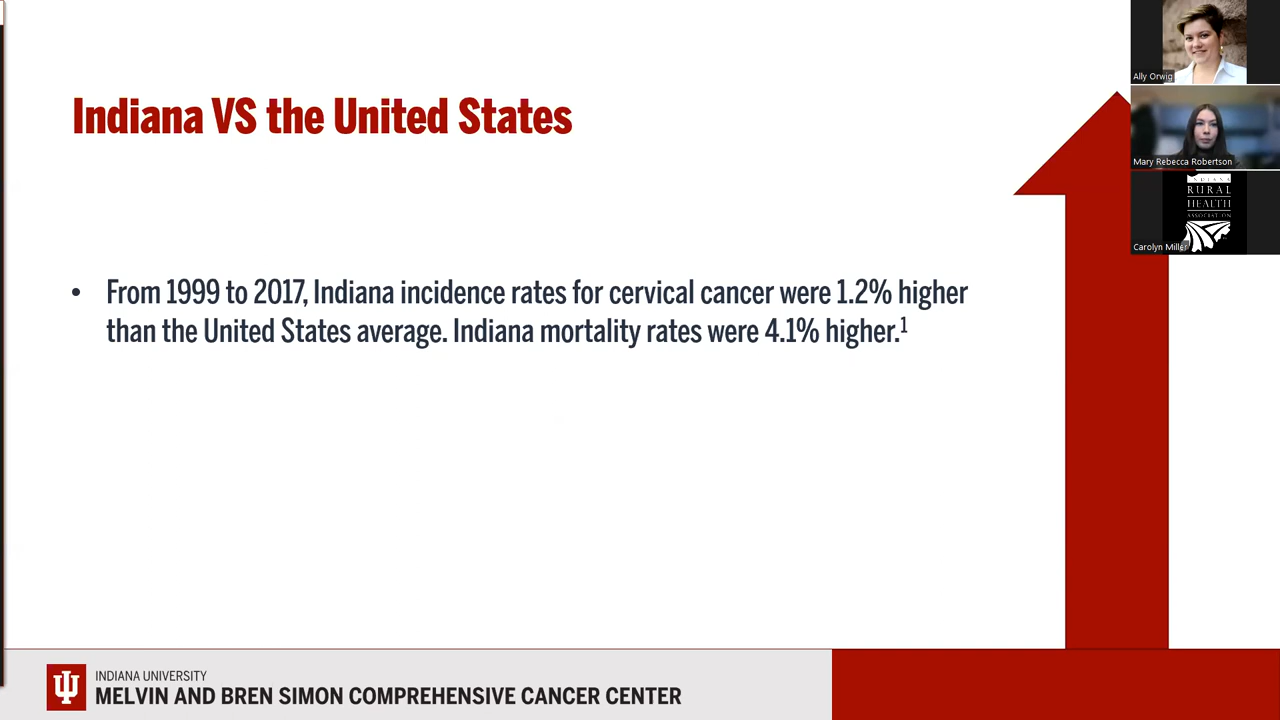 Indiana VS the United States
• From 1999 to 2017, Indiana incidence rates for cervical cancer were 1.2% higher
than the United States average. Indiana mortality rates were 4.1% higher.1
INDIANA UNIVERSITY
MELVIN AND BREN SIMON COMPREHENSIVE CANCER CENTER
Ally Orwig
Mary Rebecca Robertson
INDIANA
RURAL
HEALTH
ASSOCIATION
Carolyn Miller